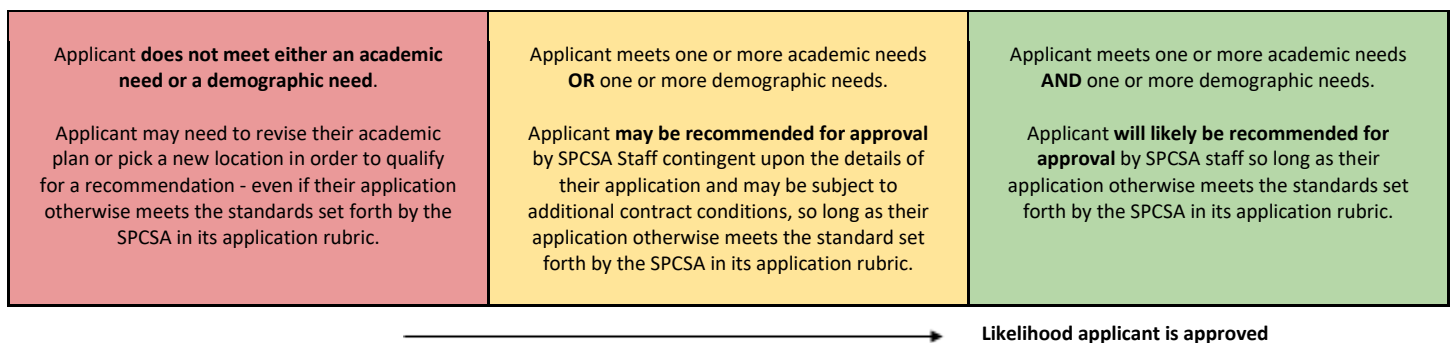 Applicant does not meet either an academic
need or a demographic need.
Applicant may need to revise their academic
plan or pick a new location in order to qualify
for a recommendation - even if their application
otherwise meets the standards set forth by the
SPCSA in its application rubric.
Applicant meets one or more academic needs
OR one or more demographic needs.
Applicant may be recommended for approval
by SPCSA Staff contingent upon the details of
their application and may be subject to
additional contract conditions, so long as their
application otherwise meets the standard set
forth by the SPCSA in its application rubric.
Applicant meets one or more academic needs
AND one or more demographic needs.
Applicant will likely be recommended for
approval by SPCSA staff so long as their
application otherwise meets the standards set
forth by the SPCSA in its application rubric.
Likelihood applicant is approved